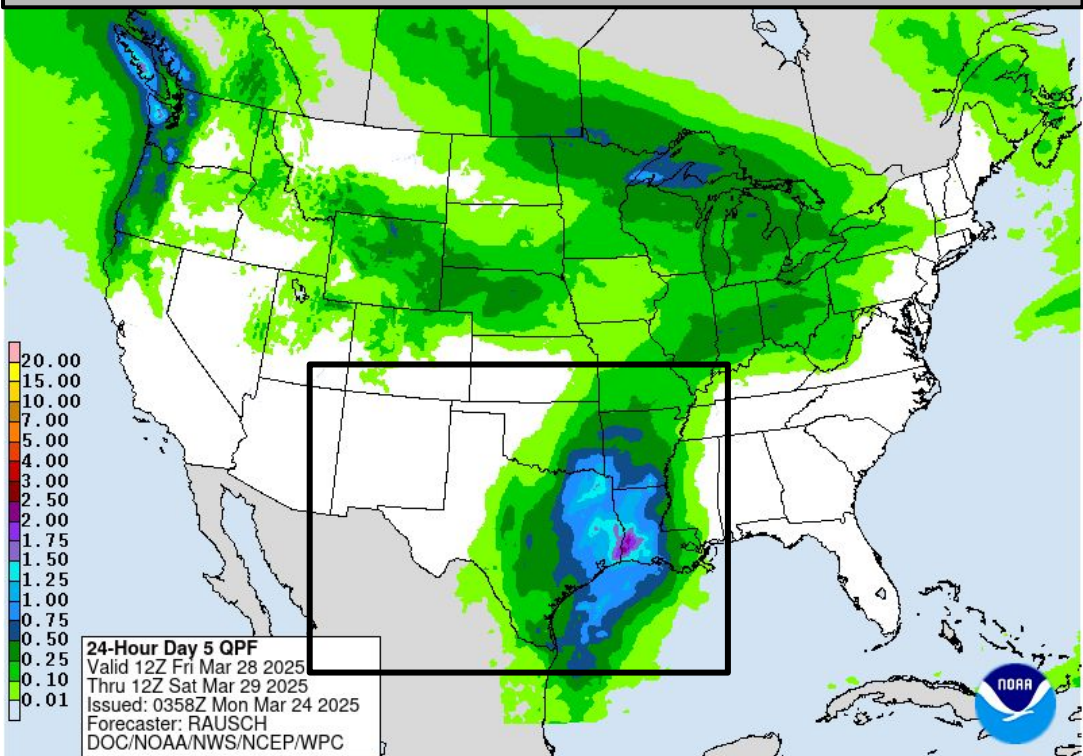 20.00
15.00
10.00
7.00
5.00
4.00
3.00
2.50
2.00
1.75
1.50
1.25
1.00
0.75
0.50
0.25
0.10
0.01
24-Hour Day 5 QPF
Valid 12Z Fri Mar 28 2025
Thru 12Z Sat Mar 29 2025
Issued: 0358Z Mon Mar 24 2025
Forecaster: RAUSCH
DOC/NOAA/NWS/NCEP/WPC
NOAA